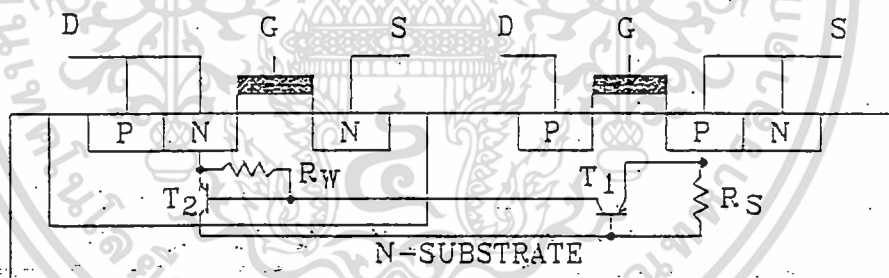 D G S D G S
P N N P P N
RW T1
T2 RS
N-SUBSTRATE